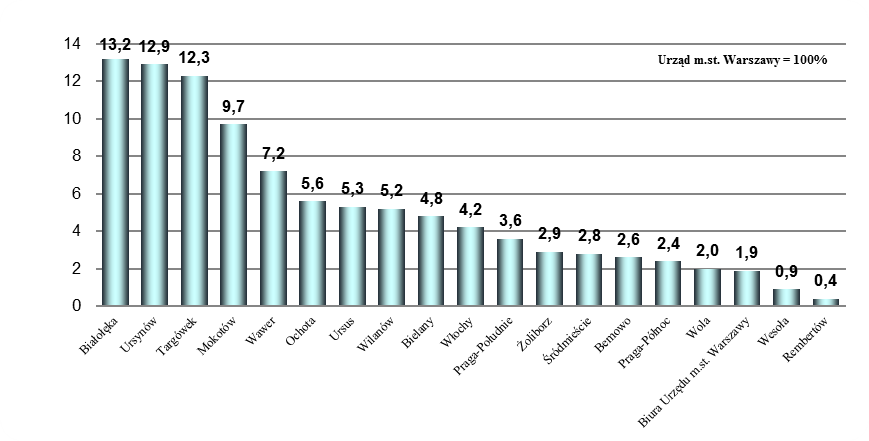 14
12
10
8
6
4
2
0
Urząd m.st. Warszawy = 100%
13,2
12,9
12,3
9,7
7,2
5,6
5,3
5,2
4,8
4,2
3,6
2,9
2,8
2,6
2,4
2,0
1,9
0,9
0,4
Białołęka
Ursynów
Targówek
Mokotów
Wawer
Ochota
Ursus
Wilanów
Bielany
Włochy
Praga-Południe
Żoliborz
Śródmieście
Bemowo
Praga-Północ
Wola
Biura Urzędu m.st. Warszawy
Wesoła
Rembertów